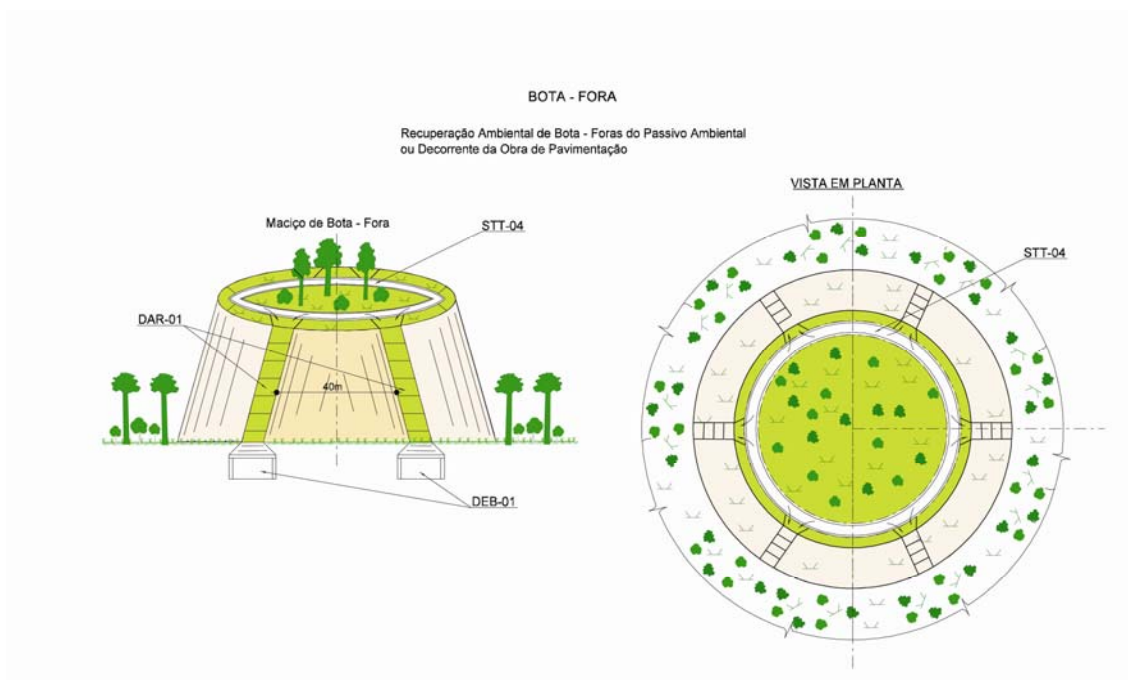 BOTA - FORA
Recuperação Ambiental de Bota - Foras do Passivo Ambiental
ou Decorrente da Obra de Pavimentação
VISTA EM PLANTA
Maciço de Bota - Fora
STT-04
STT-04
DAR-01
40m
DEB-01